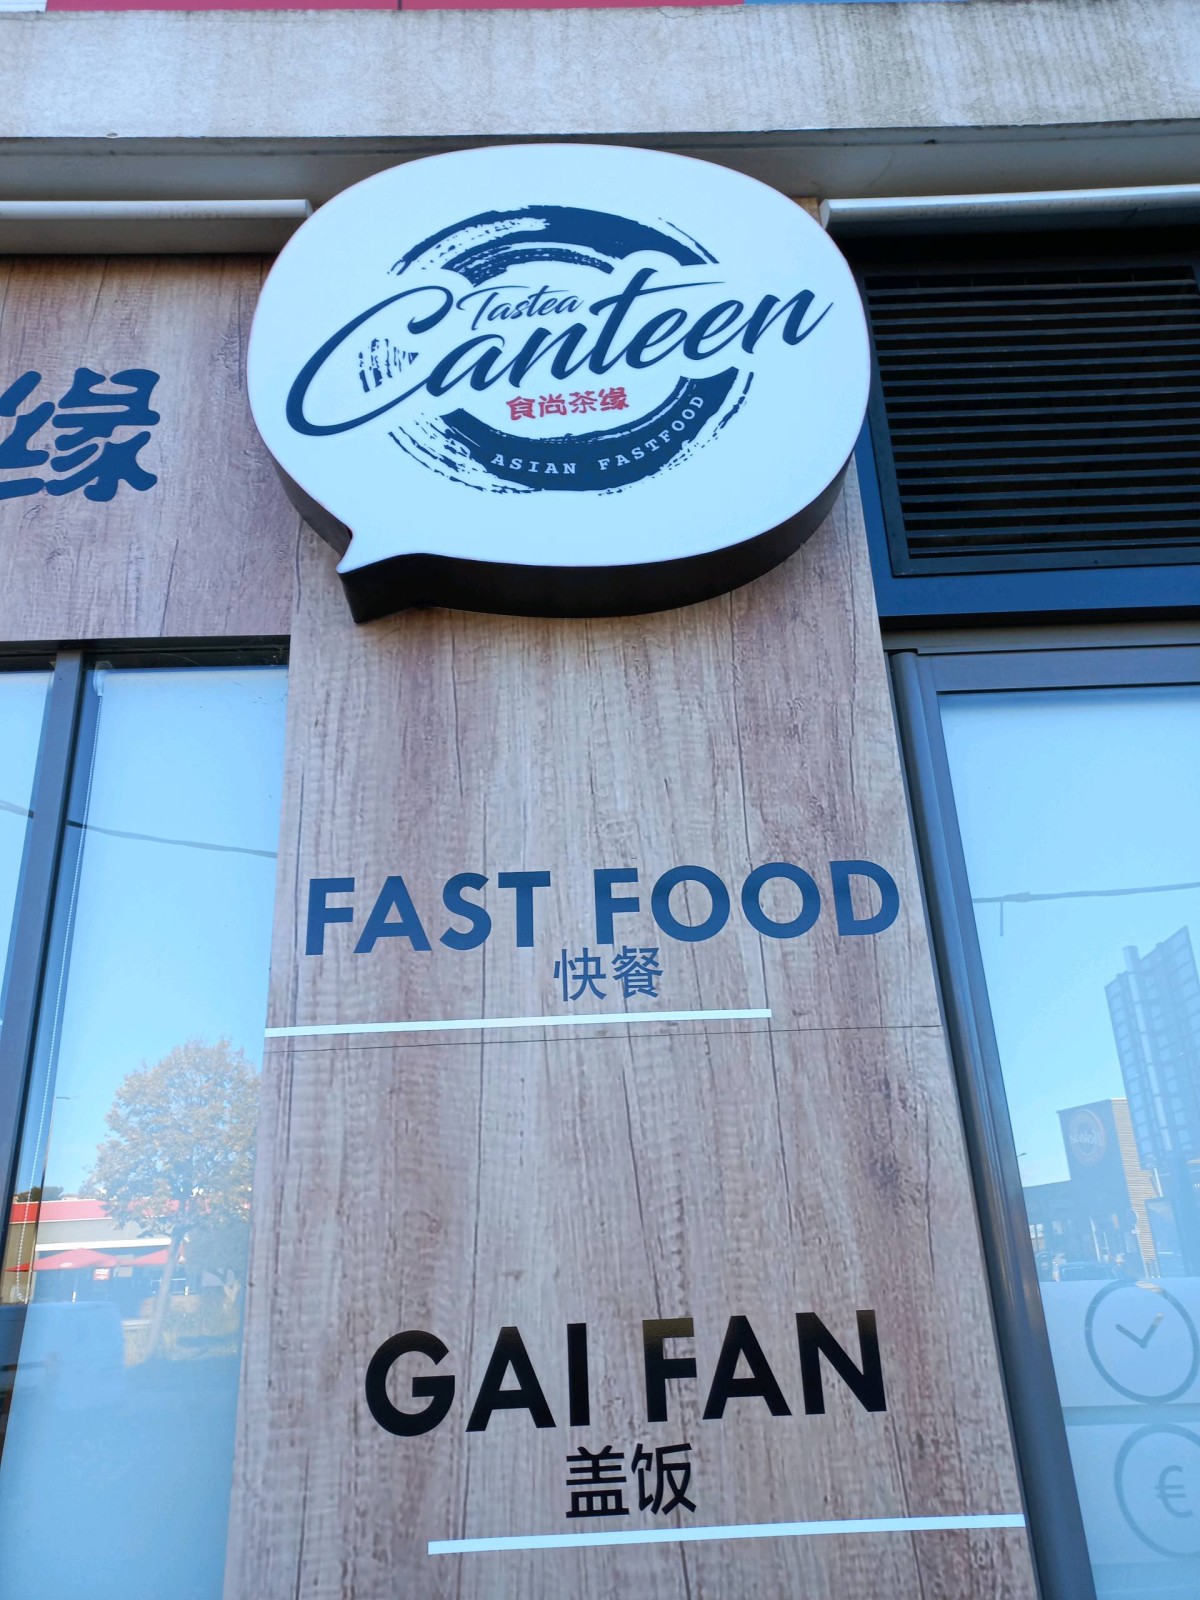 Tastea
Canteen
食尚茶缘
ASIAN FASTFOOD
缘
FAST FOOD
快餐
GAI FAN
盖饭
€